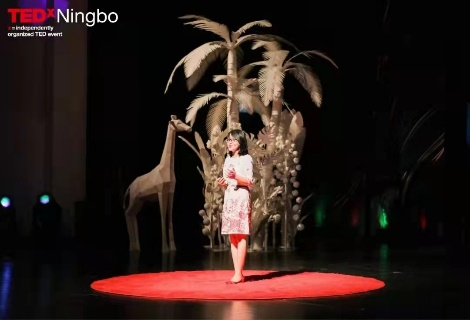 TEDxNingbo
x = independently
organized TED event